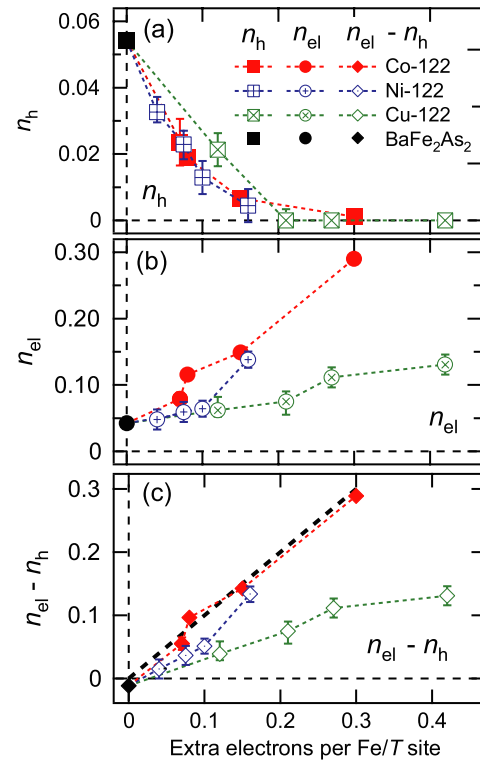 (a)
n_h n_el n_el - n_h
Co-122
Ni-122
Cu-122
BaFe₂As₂
0.06
0.04
0.02
0
n_h
n_h
(b)
0.30
0.20
0.10
0
n_el
n_el
(c)
0.3
0.2
0.1
0
n_el - n_h
n_el - n_h
0 0.1 0.2 0.3 0.4
Extra electrons per Fe/T site